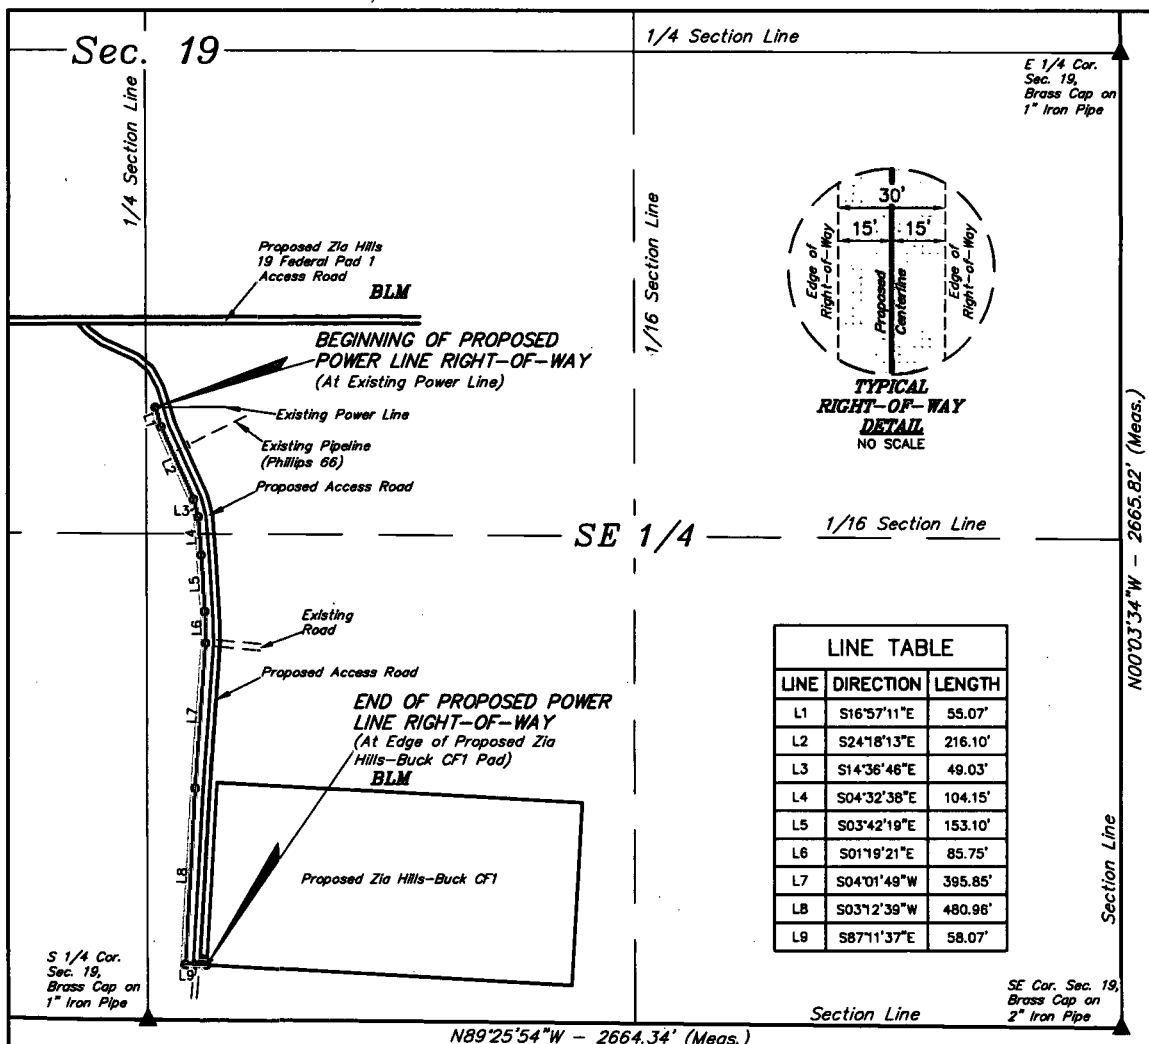 Sec. 19
1/4 Section Line
1/4 Section Line
E 1/4 Cor.
Sec. 19,
Brass Cap on
1" Iron Pipe
1/16 Section Line
30'
15' 15'
Edge of
Right-of-Way
Proposed
Centerline
Edge of
Right-of-Way
TYPICAL
RIGHT-OF-WAY
DETAIL
NO SCALE
Proposed Zia Hills
19 Federal Pad 1
Access Road
BLM
BEGINNING OF PROPOSED
POWER LINE RIGHT-OF-WAY
(At Existing Power Line)
Existing Power Line
Existing Pipeline
(Phillips 66)
Proposed Access Road
L1
L2
L3
L4
L5
L6
L7
L8
L9
SE 1/4
1/16 Section Line
N00°03'34"W - 2665.82' (Meas.)
Existing
Road
Proposed Access Road
END OF PROPOSED POWER
LINE RIGHT-OF-WAY
(At Edge of Proposed Zia
Hills-Buck CF1 Pad)
BLM
Proposed Zia Hills-Buck CF1
LINE TABLE
LINE DIRECTION LENGTH
L1 S16°57'11"E 55.07'
L2 S24°18'13"E 216.10'
L3 S14°36'46"E 49.03'
L4 S04°32'38"E 104.15'
L5 S03°42'19"E 153.10'
L6 S01°19'21"E 85.75'
L7 S04°01'49"W 395.85'
L8 S03°12'39"W 480.96'
L9 S87°11'37"E 58.07'
Section Line
S 1/4 Cor.
Sec. 19,
Brass Cap on
1" Iron Pipe
Section Line
SE Cor. Sec. 19,
Brass Cap on
2" Iron Pipe
N89°25'54"W - 2664.34' (Meas.)